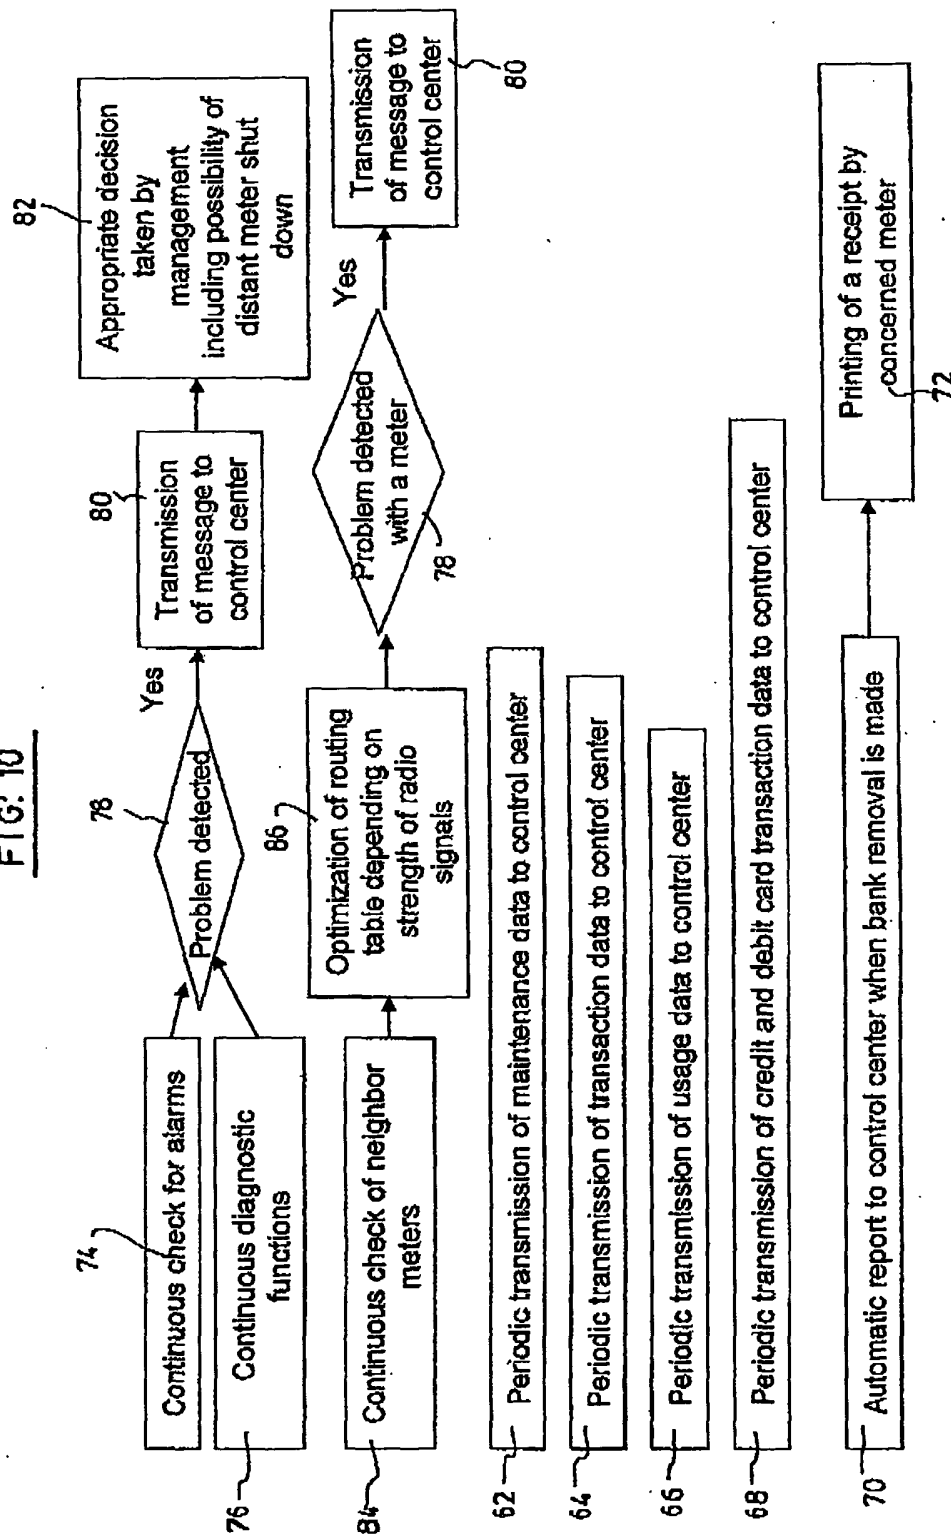 FIG. 10
74
Continuous check for alarms
76
Continuous diagnostic
functions
78
Problem detected
Yes
80
Transmission
of message to
control center
82
Appropriate decision
taken by
management
including possibility of
distant meter shut
down
84
Continuous check of neighbor
meters
86
Optimization of routing
table depending on
strength of radio
signals
Problem detected
with a meter
78
Yes
Transmission
of message to
control center
80
62
Periodic transmission of maintenance data to control center
64
Periodic transmission of transaction data to control center
66
Periodic transmission of usage data to control center
68
Periodic transmission of credit and debit card transaction data to control center
70
Automatic report to control center when bank removal is made
Printing of a receipt by
concerned meter
72